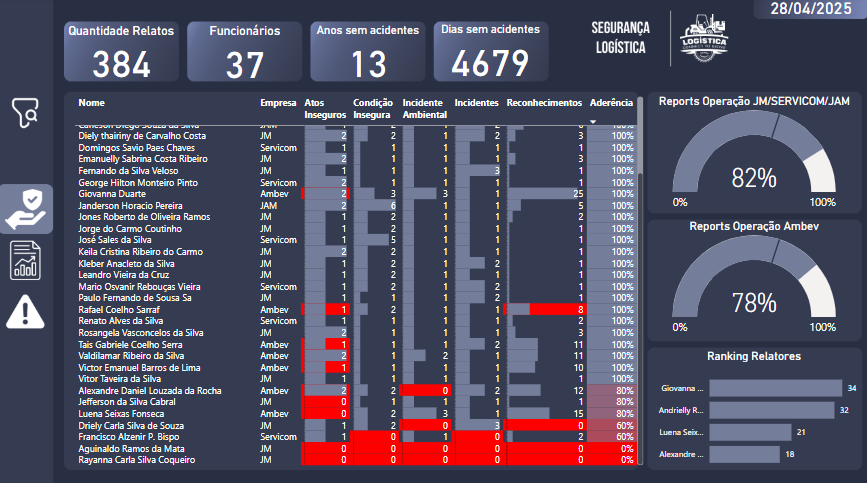 28/04/2025
Quantidade Relatos
384
Funcionários
37
Anos sem acidentes
13
Dias sem acidentes
4679
SEGURANÇA
LOGÍSTICA
LOGÍSTICA
Nome Empresa Atos Inseguros Condição Insegura Incidente Ambiental Incidentes Reconhecimentos Aderência
Diely thairiny de Carvalho Costa JM 2 2 1 2 3 100%
Domingos Savio Paes Chaves Servicom 1 1 1 1 1 100%
Emanuelly Sabrina Costa Ribeiro JM 2 1 1 1 3 100%
Fernando da Silva Veloso JM 1 1 1 3 1 100%
George Hilton Monteiro Pinto Servicom 2 1 1 1 1 100%
Giovanna Duarte Ambev 2 3 3 1 25 100%
Janderson Horacio Pereira JAM 2 6 1 1 5 100%
Jones Roberto de Oliveira Ramos JM 1 2 1 1 2 100%
Jorge do Carmo Coutinho JM 1 2 1 1 1 100%
José Sales da Silva Servicom 1 5 1 1 1 100%
Keila Cristina Ribeiro do Carmo JM 2 2 1 1 1 100%
Kleber Anacleto da Silva JM 1 2 1 2 1 100%
Leandro Vieira da Cruz JM 1 2 1 1 1 100%
Mario Osvanir Rebouças Vieira Servicom 1 2 1 2 1 100%
Paulo Fernando de Sousa Sa JM 1 1 1 2 1 100%
Rafael Coelho Sarraf Ambev 1 2 1 1 8 100%
Renato Alves da Silva Servicom 1 1 1 1 2 100%
Rosangela Vasconcelos da Silva JM 2 1 1 1 3 100%
Tais Gabriele Coelho Serra Ambev 1 1 1 2 11 100%
Valdilamar Ribeiro da Silva Ambev 2 1 2 1 11 100%
Victor Emanuel Barros de Lima Ambev 1 1 1 1 10 100%
Vitor Taveira da Silva JM 1 1 1 1 1 100%
Alexandre Daniel Louzada da Rocha Ambev 2 2 0 2 12 80%
Jefferson da Silva Cabral JM 0 1 1 1 1 80%
Luena Seixas Fonseca Ambev 0 2 3 1 15 80%
Driely Carla Silva de Souza JM 1 2 0 3 0 60%
Francisco Alzenir P. Bispo Servicom 1 0 1 0 2 60%
Aguinaldo Ramos da Mata JM 0 0 0 0 0 0%
Rayanna Carla Silva Coqueiro JM 0 0 0 0 0 0%
Reports Operação JM/SERVICOM/JAM
82%
0% 100%
Reports Operação Ambev
78%
0% 100%
Ranking Relatores
Giovanna ... 34
Andrielly R... 32
Luena Seix... 21
Alexandre ... 18